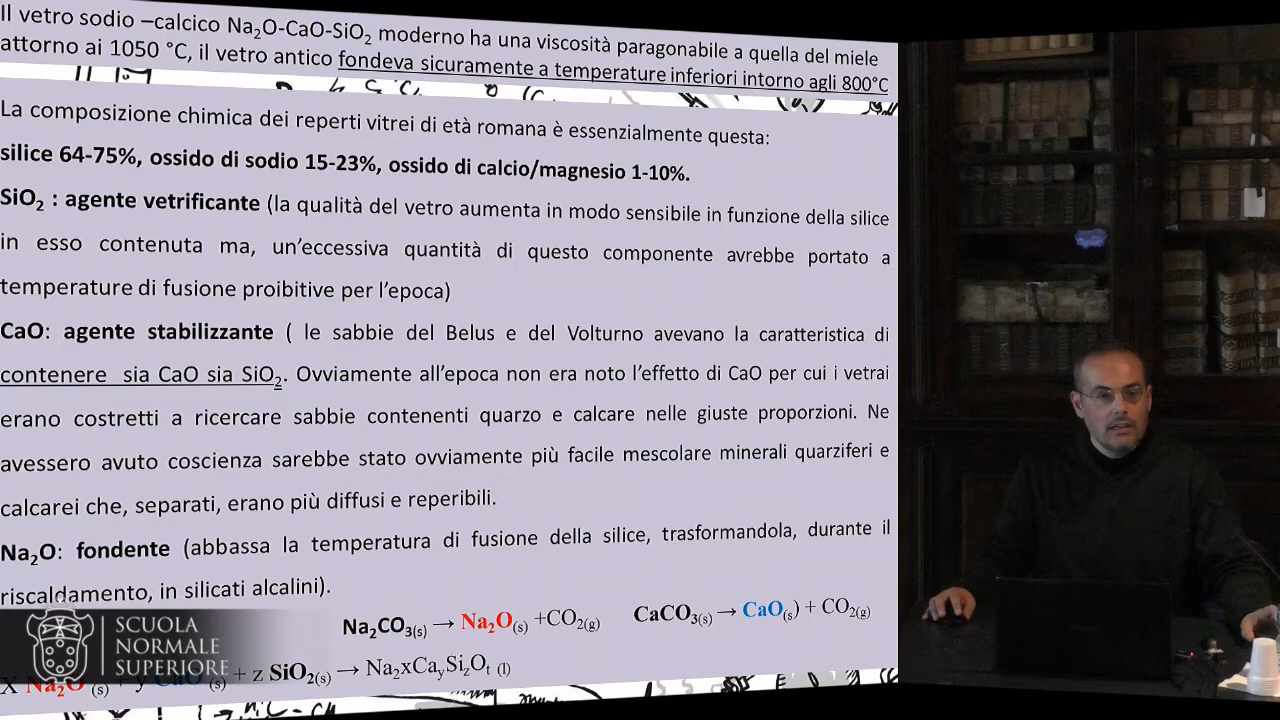 Il vetro sodio –calcico Na₂O-CaO-SiO₂ moderno ha una viscosità paragonabile a quella del miele
attorno ai 1050 °C, il vetro antico fondeva sicuramente a temperature inferiori intorno agli 800°C
La composizione chimica dei reperti vitrei di età romana è essenzialmente questa:
silice 64-75%, ossido di sodio 15-23%, ossido di calcio/magnesio 1-10%.
SiO₂ : agente vetrificante (la qualità del vetro aumenta in modo sensibile in funzione della silice
in esso contenuta ma, un’eccessiva quantità di questo componente avrebbe portato a
temperature di fusione proibitive per l’epoca)
CaO: agente stabilizzante ( le sabbie del Belus e del Volturno avevano la caratteristica di
contenere sia CaO sia SiO₂. Ovviamente all’epoca non era noto l’effetto di CaO per cui i vetrai
erano costretti a ricercare sabbie contenenti quarzo e calcare nelle giuste proporzioni. Ne
avessero avuto coscienza sarebbe stato ovviamente più facile mescolare minerali quarziferi e
calcarei che, separati, erano più diffusi e reperibili.
Na₂O: fondente (abbassa la temperatura di fusione della silice, trasformandola, durante il
riscaldamento, in silicati alcalini).
Na₂CO₃(s) → Na₂O(s) +CO₂(g) CaCO₃(s) → CaO(s) + CO₂(g)
x Na₂O (s) + y CaO (s) + z SiO₂(s) → Na₂xCaySizOt (l)
SCUOLA
NORMALE
SUPERIORE